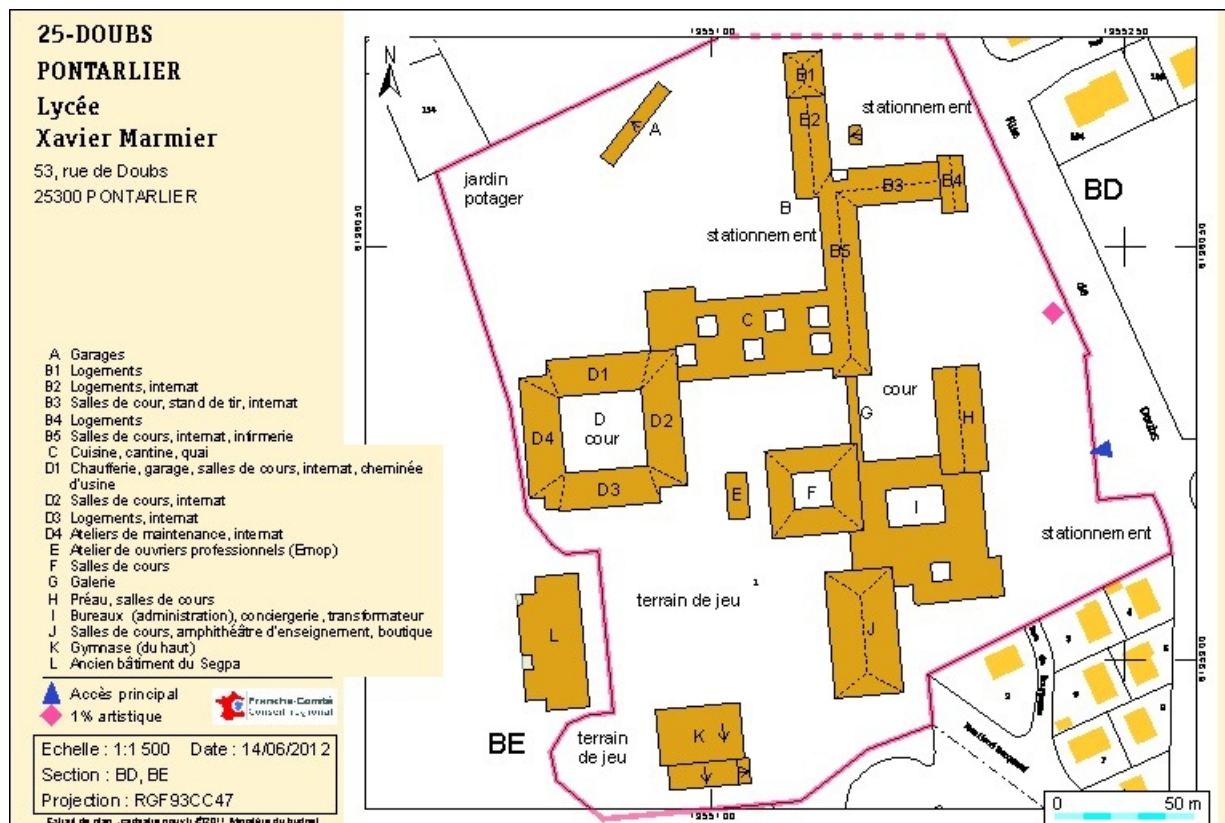 25-DOUBS
PONTARLIER
Lycée
Xavier Marmier
53, rue de Doubs
25300 PONTARLIER
A Garages
B1 Logements
B2 Logements, internat
B3 Salles de cour, stand de tir, internat
B4 Logements
B5 Salles de cours, internat, infirmerie
C Cuisine, cantine, quai
D1 Chaufferie, garage, salles de cours, internat, cheminée
d'usine
D2 Salles de cours, internat
D3 Logements, internat
D4 Ateliers de maintenance, internat
E Atelier de ouvriers professionnels (Emop)
F Salles de cours
G Galerie
H Préau, salles de cours
I Bureaux (administration), conciergerie, transformateur
J Salles de cours, amphithéâtre d'enseignement, boutique
K Gymnase (du haut)
L Ancien bâtiment du Segpa
Accès principal
1% artistique
Franche-Comté
Conseil régional
Echelle : 1:1 500 Date : 14/06/2012
Section : BD, BE
Projection : RGF93CC47
N
1955100
1955250
B1
stationnement
B2
A
jardin
potager
B3
B4
BD
B
stationnement
B5
C
D1
cour
D
cour
D2
D4
G
H
D3
E
F
I
stationnement
terrain de jeu
1
L
J
BE
terrain
de jeu
K
Rue
de
Doubs
1955100
0 50 m